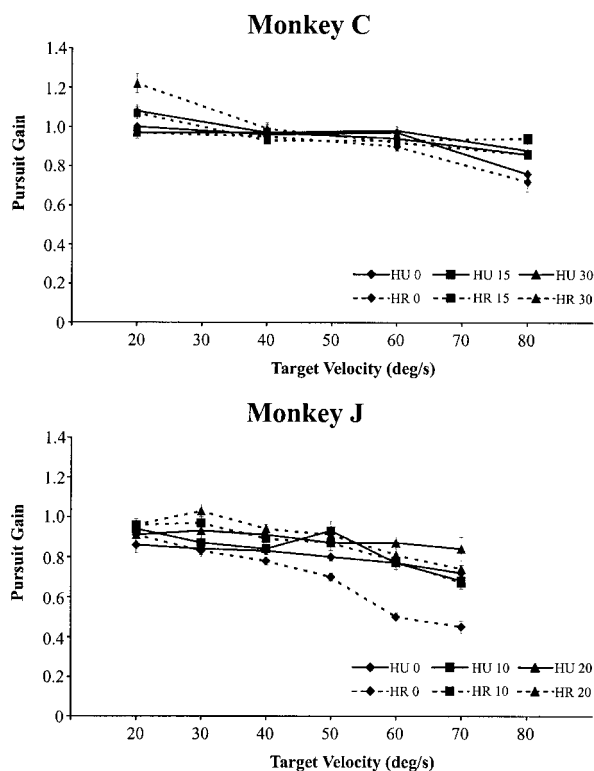 Monkey C
1.4
1.2
1.0
0.8
0.6
0.4
0.2
0
Pursuit Gain
HU 0 HU 15 HU 30
HR 0 HR 15 HR 30
20 30 40 50 60 70 80
Target Velocity (deg/s)
Monkey J
1.4
1.2
1.0
0.8
0.6
0.4
0.2
0
Pursuit Gain
HU 0 HU 10 HU 20
HR 0 HR 10 HR 20
20 30 40 50 60 70 80
Target Velocity (deg/s)